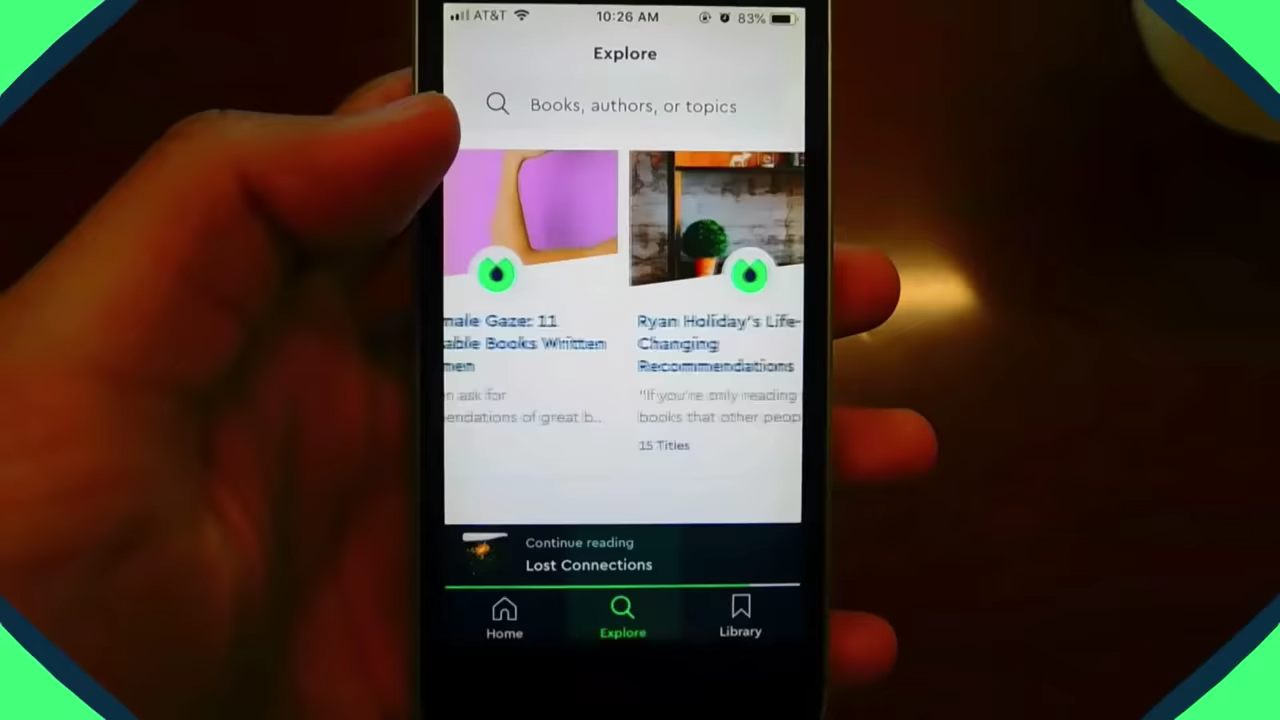 AT&T 10:26 AM 83%
Explore
Books, authors, or topics
male Gaze: 11
able Books Written
men
n ask for
endations of great b...
Ryan Holiday's Life-
Changing
Recommendations
"If you're only reading
books that other peop
15 Titles
Continue reading
Lost Connections
Home
Explore
Library